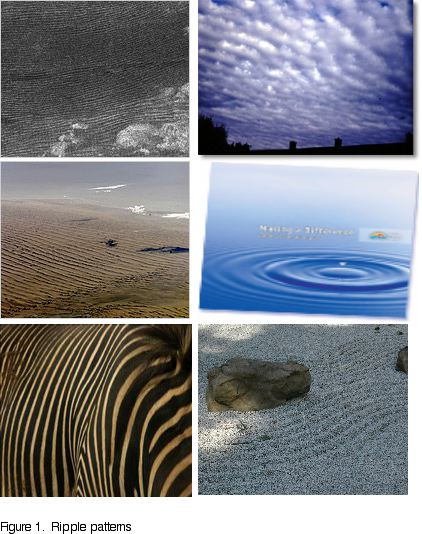 Making a Difference
Figure 1.  Ripple patterns